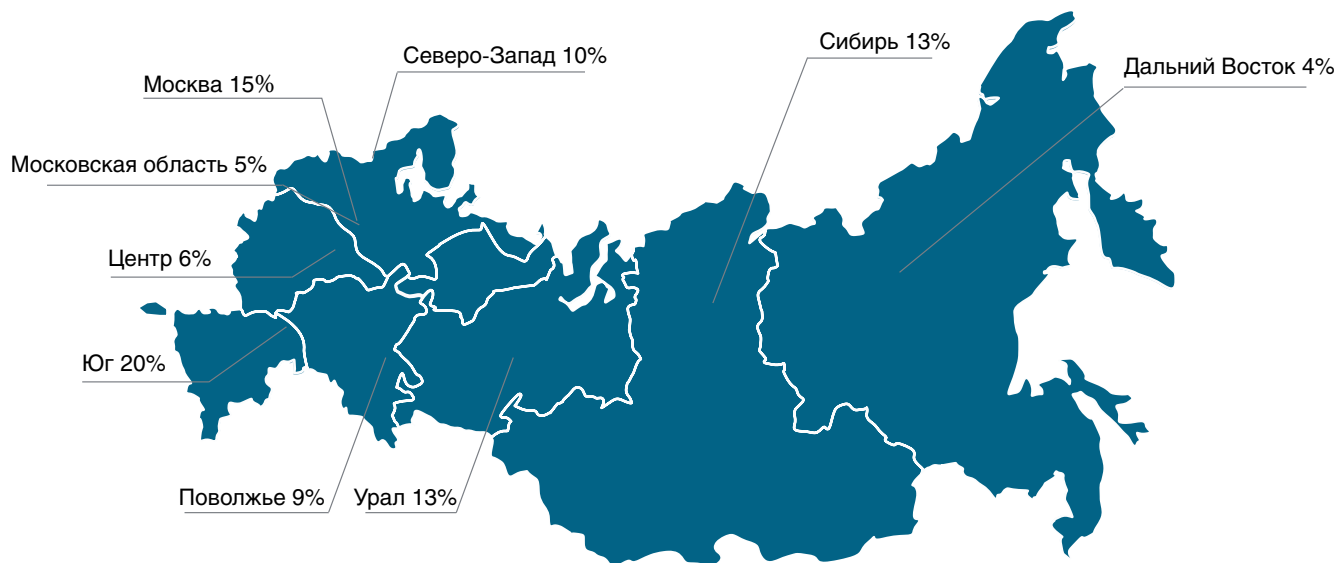 Северо-Запад 10%
Сибирь 13%
Дальний Восток 4%
Москва 15%
Московская область 5%
Центр 6%
Юг 20%
Поволжье 9%
Урал 13%